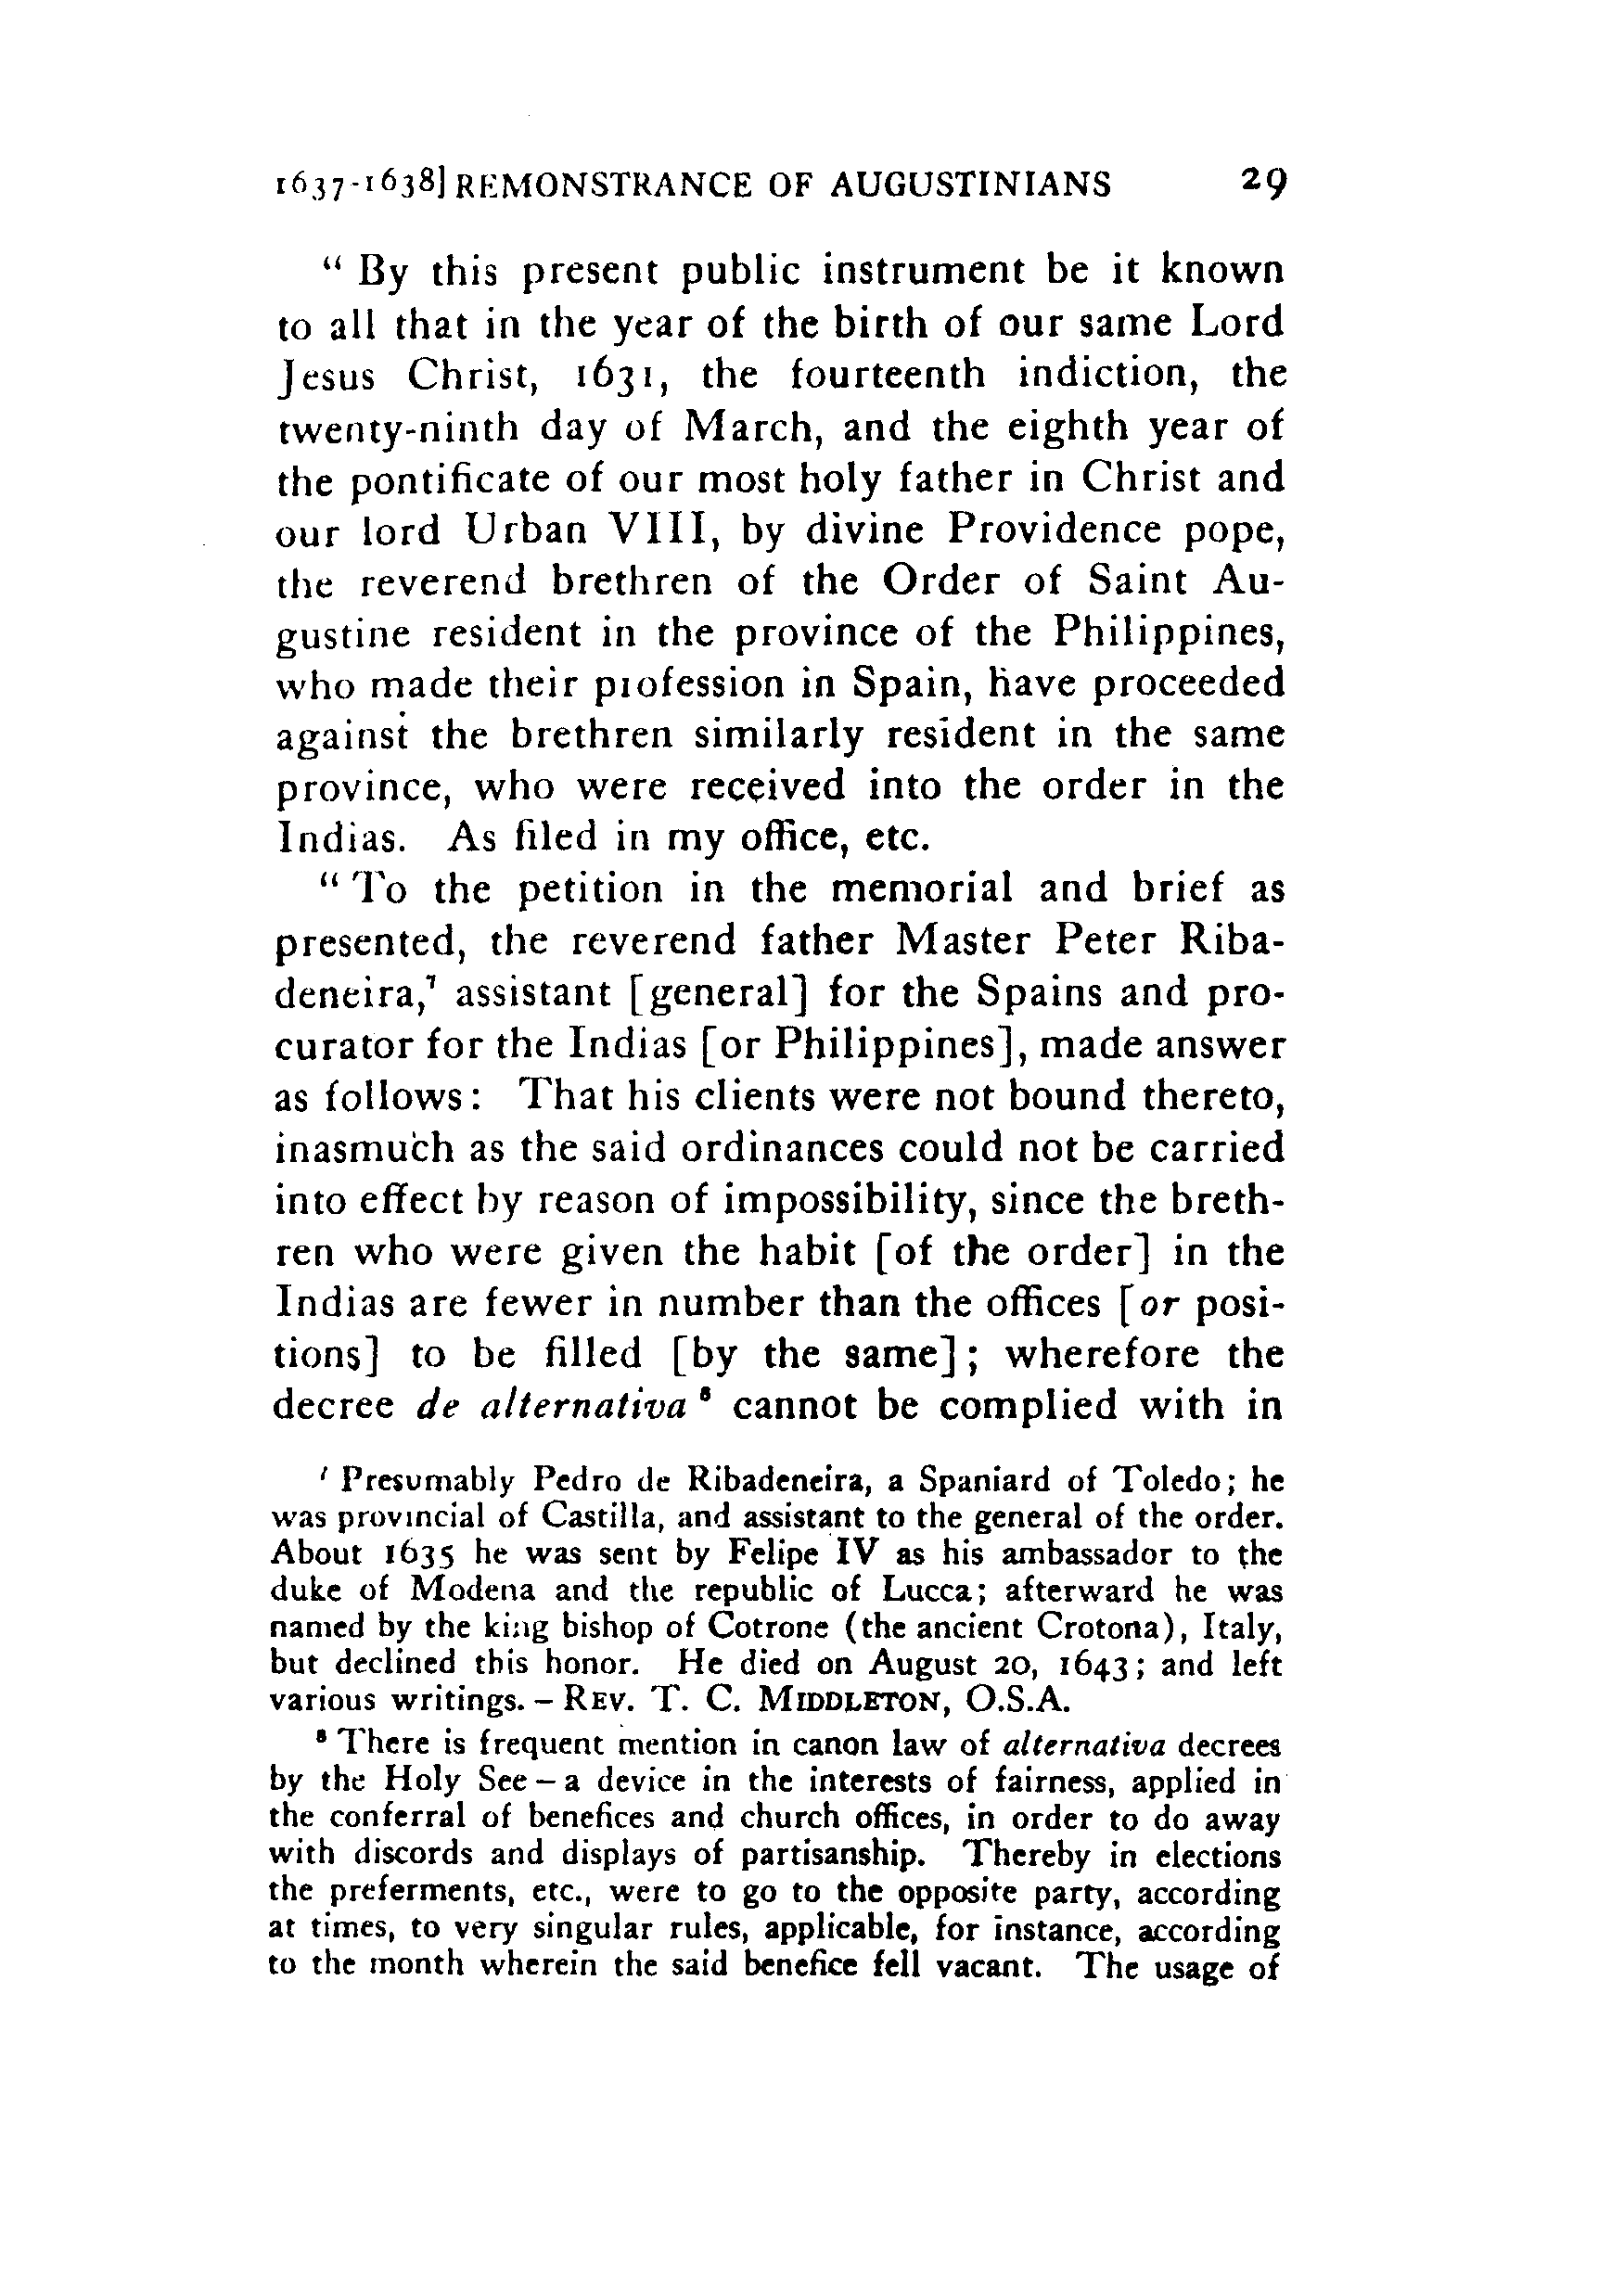 1637-1638] REMONSTRANCE OF AUGUSTINIANS 29
“ By this present public instrument be it known
to all that in the year of the birth of our same Lord
Jesus Christ, 1631, the fourteenth indiction, the
twenty-ninth day of March, and the eighth year of
the pontificate of our most holy father in Christ and
our lord Urban VIII, by divine Providence pope,
the reverend brethren of the Order of Saint Au-
gustine resident in the province of the Philippines,
who made their profession in Spain, have proceeded
against the brethren similarly resident in the same
province, who were received into the order in the
Indias. As filed in my office, etc.
“ To the petition in the memorial and brief as
presented, the reverend father Master Peter Riba-
deneira,⁷ assistant [general] for the Spains and pro-
curator for the Indias [or Philippines], made answer
as follows: That his clients were not bound thereto,
inasmuch as the said ordinances could not be carried
into effect by reason of impossibility, since the breth-
ren who were given the habit [of the order] in the
Indias are fewer in number than the offices [or posi-
tions] to be filled [by the same]; wherefore the
decree de alternativa ⁸ cannot be complied with in
⁷ Presumably Pedro de Ribadeneira, a Spaniard of Toledo; he
was provincial of Castilla, and assistant to the general of the order.
About 1635 he was sent by Felipe IV as his ambassador to the
duke of Modena and the republic of Lucca; afterward he was
named by the king bishop of Cotrone (the ancient Crotona), Italy,
but declined this honor. He died on August 20, 1643; and left
various writings. – REV. T. C. MIDDLETON, O.S.A.
⁸ There is frequent mention in canon law of alternativa decrees
by the Holy See – a device in the interests of fairness, applied in
the conferral of benefices and church offices, in order to do away
with discords and displays of partisanship. Thereby in elections
the preferments, etc., were to go to the opposite party, according
at times, to very singular rules, applicable, for instance, according
to the month wherein the said benefice fell vacant. The usage of